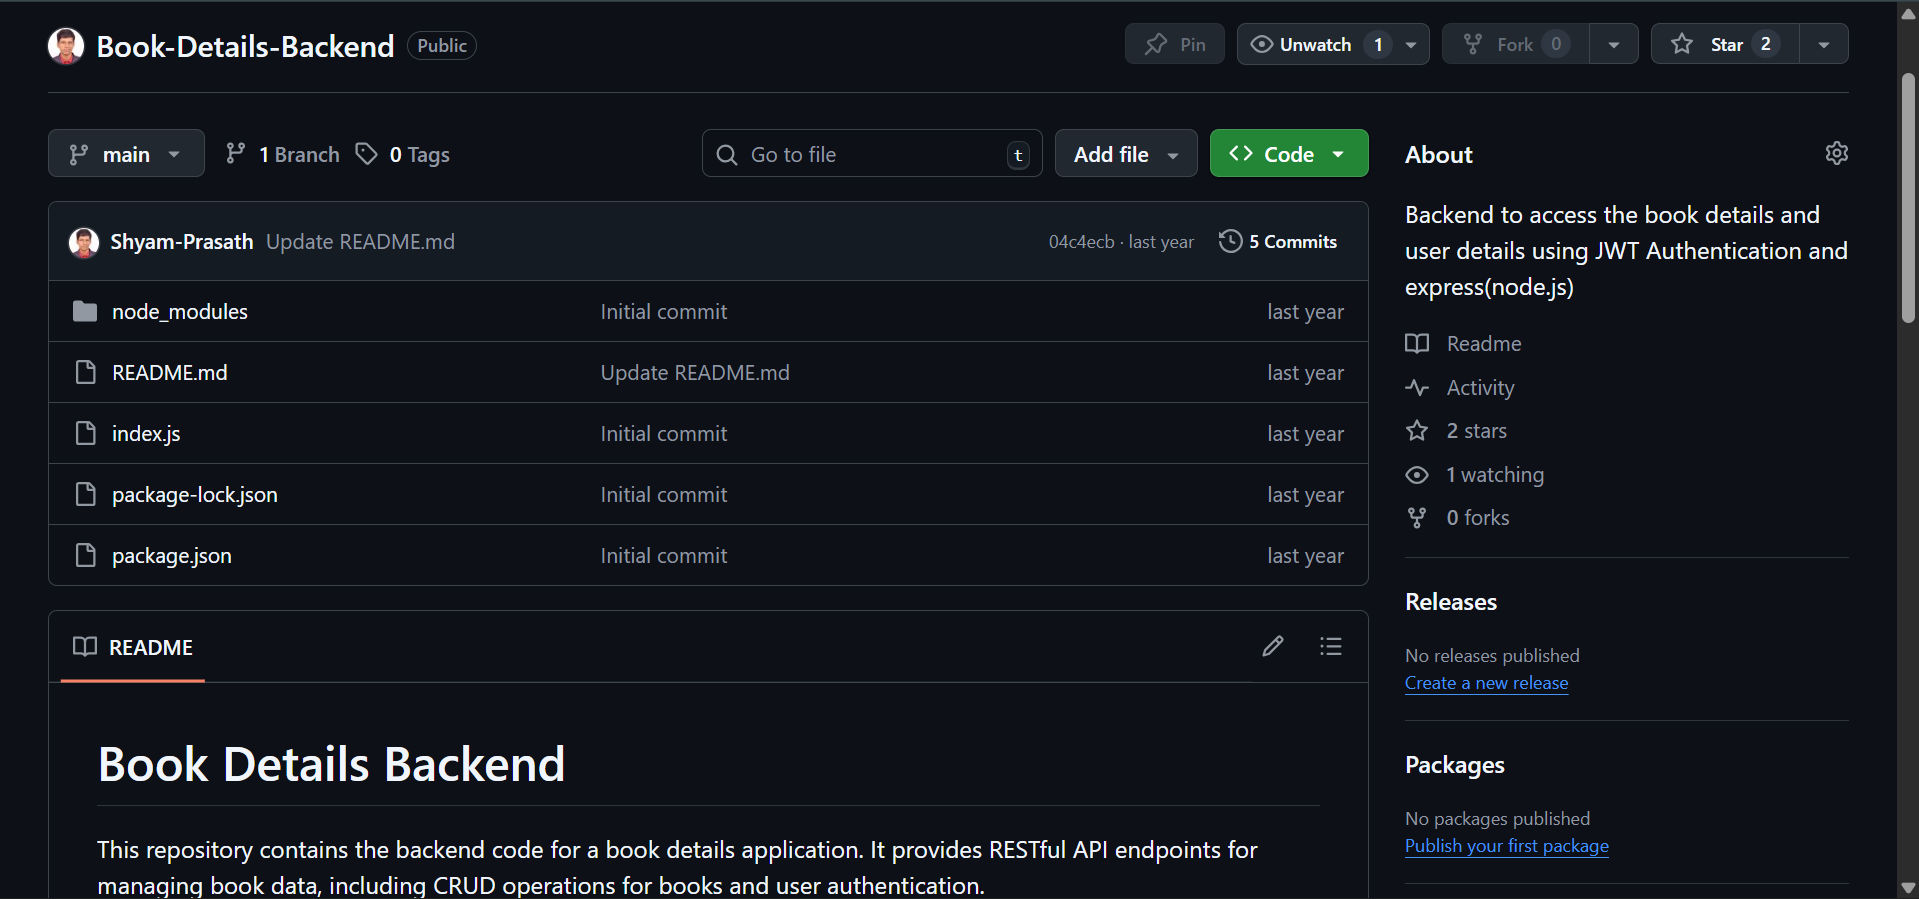 Book-Details-Backend Public Pin Unwatch 1 Fork 0 Star 2
main 1 Branch 0 Tags Go to file t Add file Code
Shyam-Prasath Update README.md 04c4ecb · last year 5 Commits
node_modules Initial commit last year
README.md Update README.md last year
index.js Initial commit last year
package-lock.json Initial commit last year
package.json Initial commit last year
README
Book Details Backend
This repository contains the backend code for a book details application. It provides RESTful API endpoints for
managing book data, including CRUD operations for books and user authentication.
About
Backend to access the book details and
user details using JWT Authentication and
express(node.js)
Readme
Activity
2 stars
1 watching
0 forks
Releases
No releases published
Create a new release
Packages
No packages published
Publish your first package